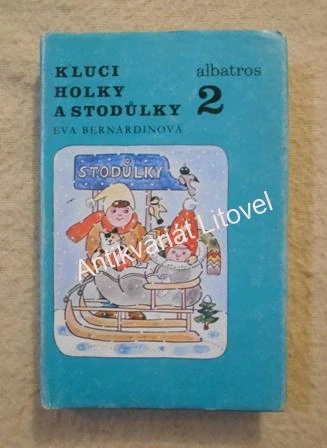 KLUCI
HOLKY
A STODŮLKY
EVA BERNARDINOVÁ
albatros
2
STODŮLKY
Antikvariát Litovel